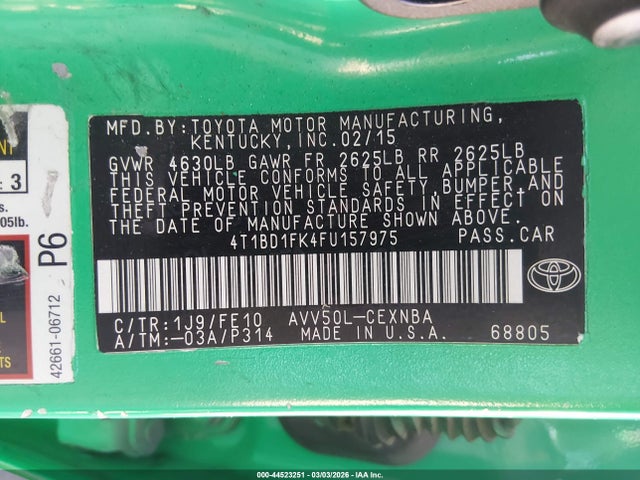 MFD.BY: TOYOTA MOTOR MANUFACTURING,
KENTUCKY, INC. 02/15
GVWR 4630LB GAWR FR 2625LB RR 2625LB
THIS VEHICLE CONFORMS TO ALL APPLICABLE
FEDERAL MOTOR VEHICLE SAFETY, BUMPER, AND
THEFT PREVENTION STANDARDS IN EFFECT ON
THE DATE OF MANUFACTURE SHOWN ABOVE.
4T1BD1FK4FU157975 PASS.CAR
C/TR: 1J9/FE10 AVV50L-CEXNBA
A/TM: -03A/P314 MADE IN U.S.A. 68805
TOYOTA
: 3
s.
05lb.
P6
42661-06712
000-44523251 - 03/03/2026 - IAA Inc.